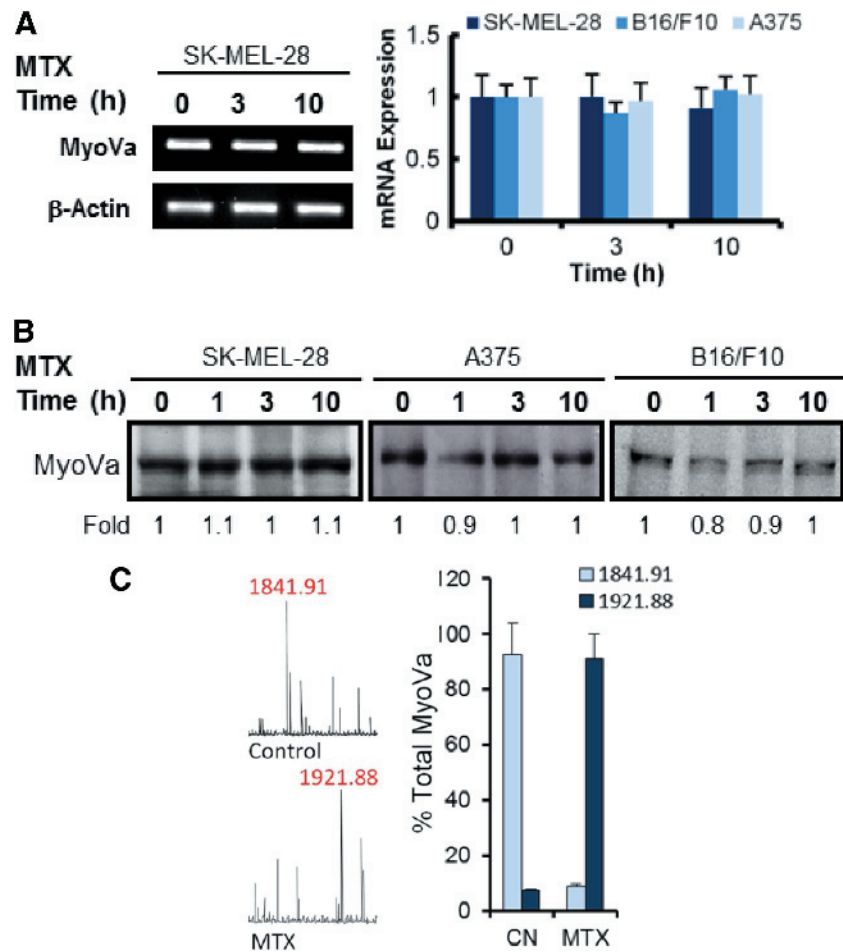 A
MTX
SK-MEL-28
Time (h) 0 3 10
MyoVa
β-Actin
SK-MEL-28 B16/F10 A375
mRNA Expression
1.5
1
0.5
0
0 3 10
Time (h)
B
MTX
SK-MEL-28 A375 B16/F10
Time (h) 0 1 3 10 0 1 3 10 0 1 3 10
MyoVa
Fold 1 1.1 1 1.1 1 0.9 1 1 1 0.8 0.9 1
C
1841.91
Control
1921.88
MTX
1841.91
1921.88
% Total MyoVa
120
100
80
60
40
20
0
CN MTX